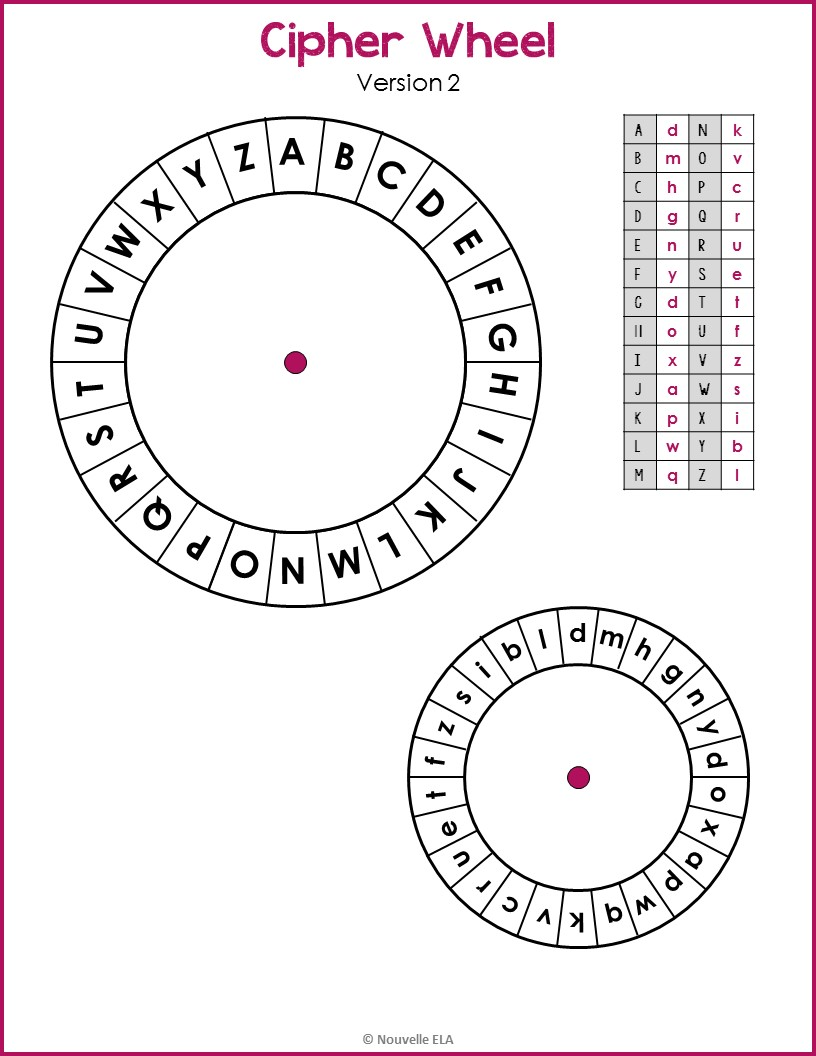 Cipher Wheel
Version 2
A B C D E F G H I J K L M N O P Q R S T U V W X Y Z
A d N k
B m O v
C h P c
D g Q r
E n R u
F y S e
G d T t
H o U f
I x V z
J a W s
K p X i
L w Y b
M q Z l
d m h g n y d o x a p w q k v c r u e t f z s i b l
© Nouvelle ELA